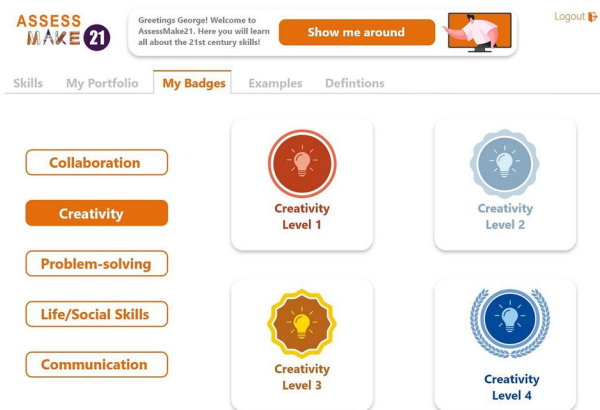 ASSESS
MAKE 21
Greetings George! Welcome to
AssessMake21. Here you will learn
all about the 21st century skills!
Show me around
Logout
Skills
My Portfolio
My Badges
Examples
Defintions
Collaboration
Creativity
Problem-solving
Life/Social Skills
Communication
Creativity
Level 1
Creativity
Level 2
Creativity
Level 3
Creativity
Level 4